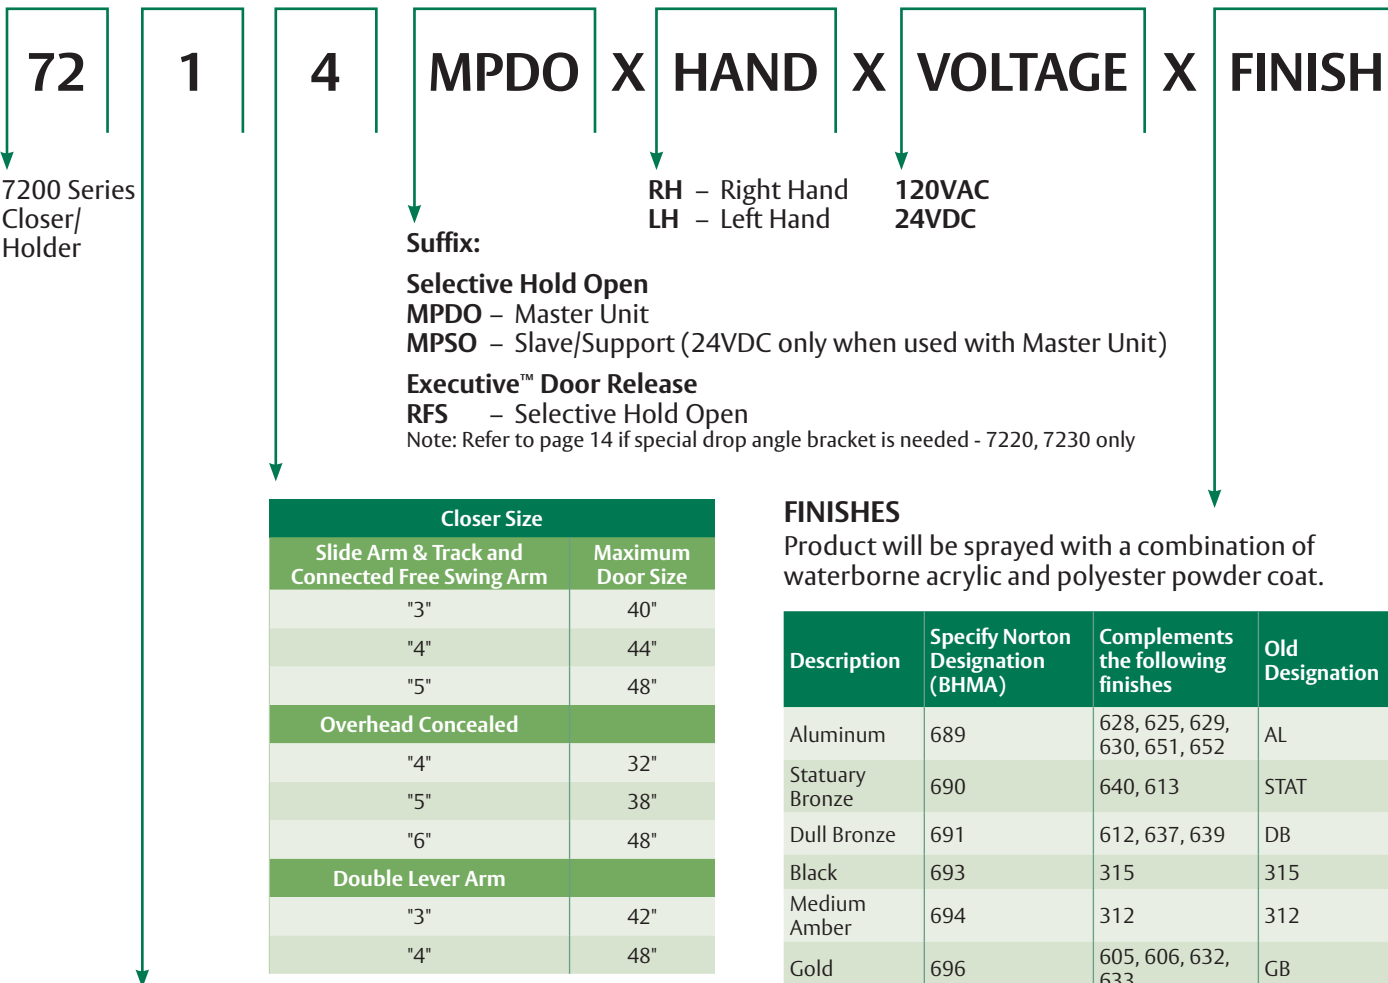 72 1 4 MPDO X HAND X VOLTAGE X FINISH
7200 Series
Closer/
Holder
RH – Right Hand
LH – Left Hand
120VAC
24VDC
Suffix:
Selective Hold Open
MPDO – Master Unit
MPSO – Slave/Support (24VDC only when used with Master Unit)
Executive™ Door Release
RFS – Selective Hold Open
Note: Refer to page 14 if special drop angle bracket is needed - 7220, 7230 only
Closer Size
Slide Arm & Track and Connected Free Swing Arm | Maximum Door Size
"3" 40"
"4" 44"
"5" 48"
Overhead Concealed
"4" 32"
"5" 38"
"6" 48"
Double Lever Arm
"3" 42"
"4" 48"
FINISHES
Product will be sprayed with a combination of
waterborne acrylic and polyester powder coat.
Description | Specify Norton Designation (BHMA) | Complements the following finishes | Old Designation
Aluminum 689 628, 625, 629, 630, 651, 652 AL
Statuary Bronze 690 640, 613 STAT
Dull Bronze 691 612, 637, 639 DB
Black 693 315 315
Medium Amber 694 312 312
Gold 696 605, 606, 632, 633 GB